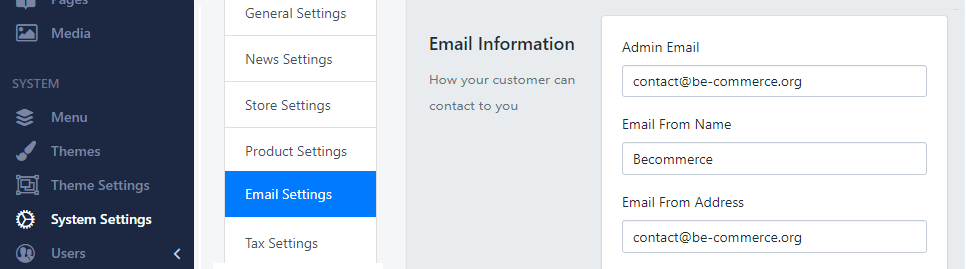 Pages
Media
SYSTEM
Menu
Themes
Theme Settings
System Settings
Users
General Settings
News Settings
Store Settings
Product Settings
Email Settings
Tax Settings
Email Information
How your customer can
contact to you
Admin Email
contact@be-commerce.org
Email From Name
Becommerce
Email From Address
contact@be-commerce.org